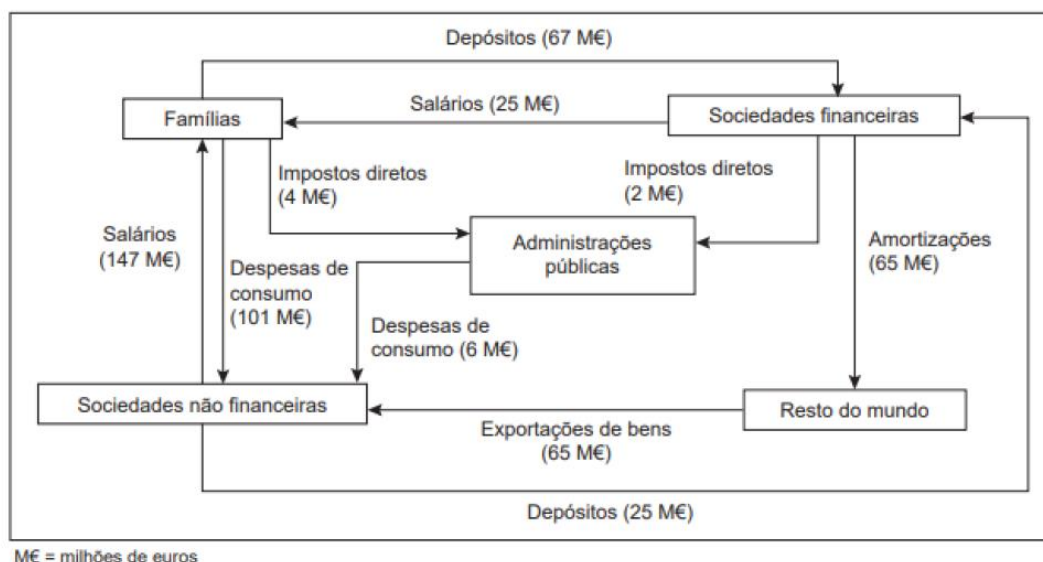 Depósitos (67 M€)
Famílias
Salários (25 M€)
Sociedades financeiras
Impostos diretos
(4 M€)
Impostos diretos
(2 M€)
Salários
(147 M€)
Despesas de
consumo
(101 M€)
Administrações
públicas
Amortizações
(65 M€)
Despesas de
consumo (6 M€)
Sociedades não financeiras
Exportações de bens
(65 M€)
Resto do mundo
Depósitos (25 M€)
M€ = milhões de euros